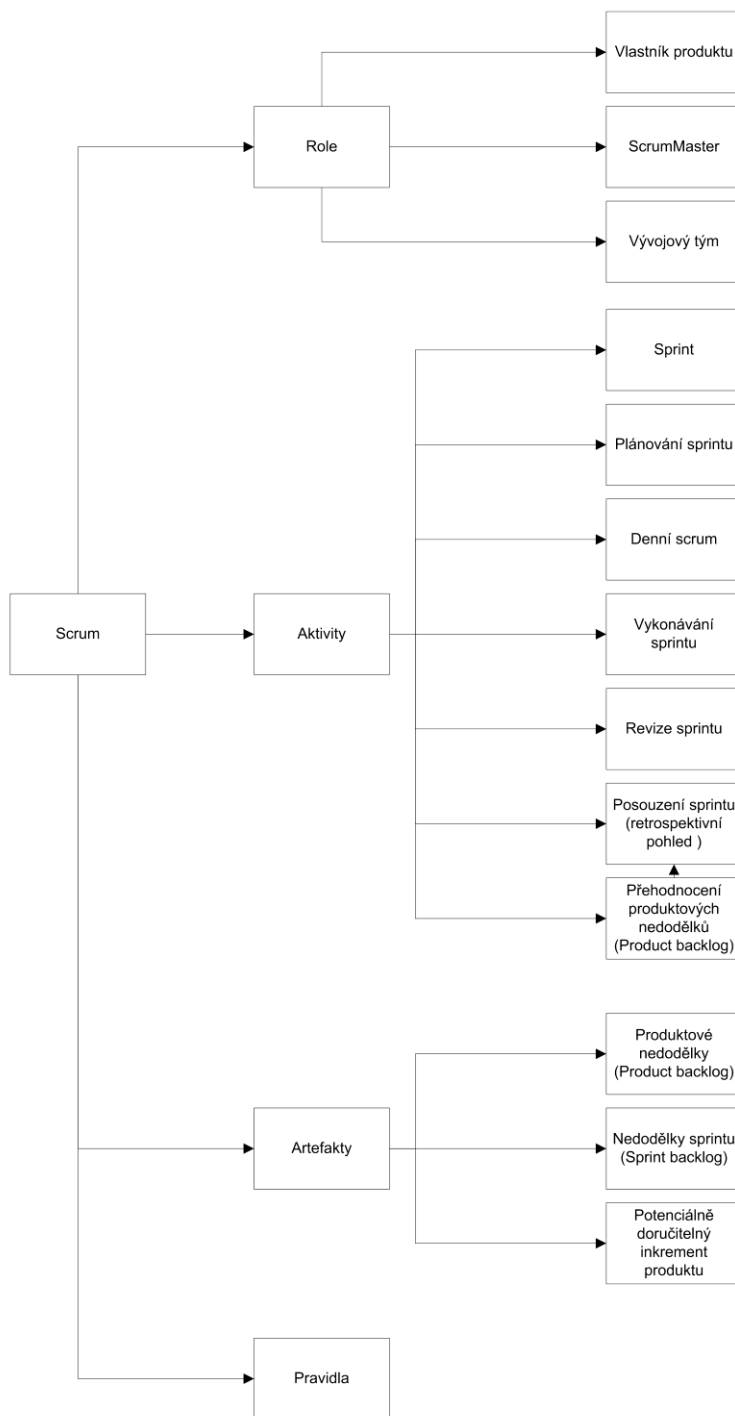 Vlastník produktu
Role
ScrumMaster
Vývojový tým
Sprint
Plánování sprintu
Denní scrum
Scrum
Aktivity
Vykonávání
sprintu
Revize sprintu
Posouzení sprintu
(retrospektivní
pohled )
Přehodnocení
produktových
nedodělků
(Product backlog)
Produktové
nedodělky
(Product backlog)
Artefakty
Nedodělky sprintu
(Sprint backlog)
Potenciálně
doručitelný
inkrement
produktu
Pravidla